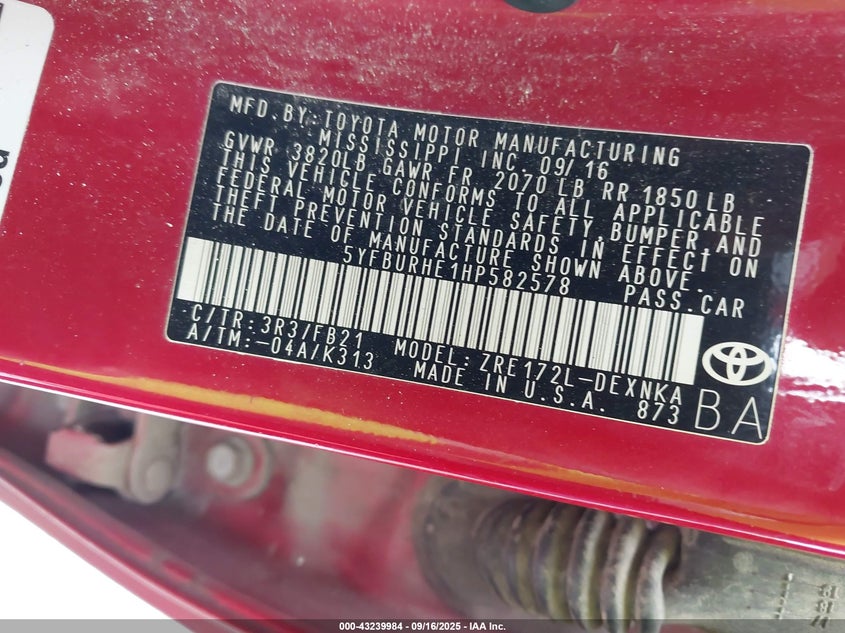 MFD. BY: TOYOTA MOTOR MANUFACTURING
MISSISSIPPI INC 09/16
GVWR 3820LB GAWR FR 2070 LB RR 1850 LB
THIS VEHICLE CONFORMS TO ALL APPLICABLE
FEDERAL MOTOR VEHICLE SAFETY, BUMPER AND
THEFT PREVENTION STANDARDS IN EFFECT ON
THE DATE OF MANUFACTURE SHOWN ABOVE.
5YFBURHE1HP582578 PASS.CAR
C/TR: 3R3/FB21 MODEL: ZRE172L-DEXNKA
A/TM: -04A/K313 MADE IN U.S.A. 873
BA
000-43239984 - 09/16/2025 - IAA Inc.